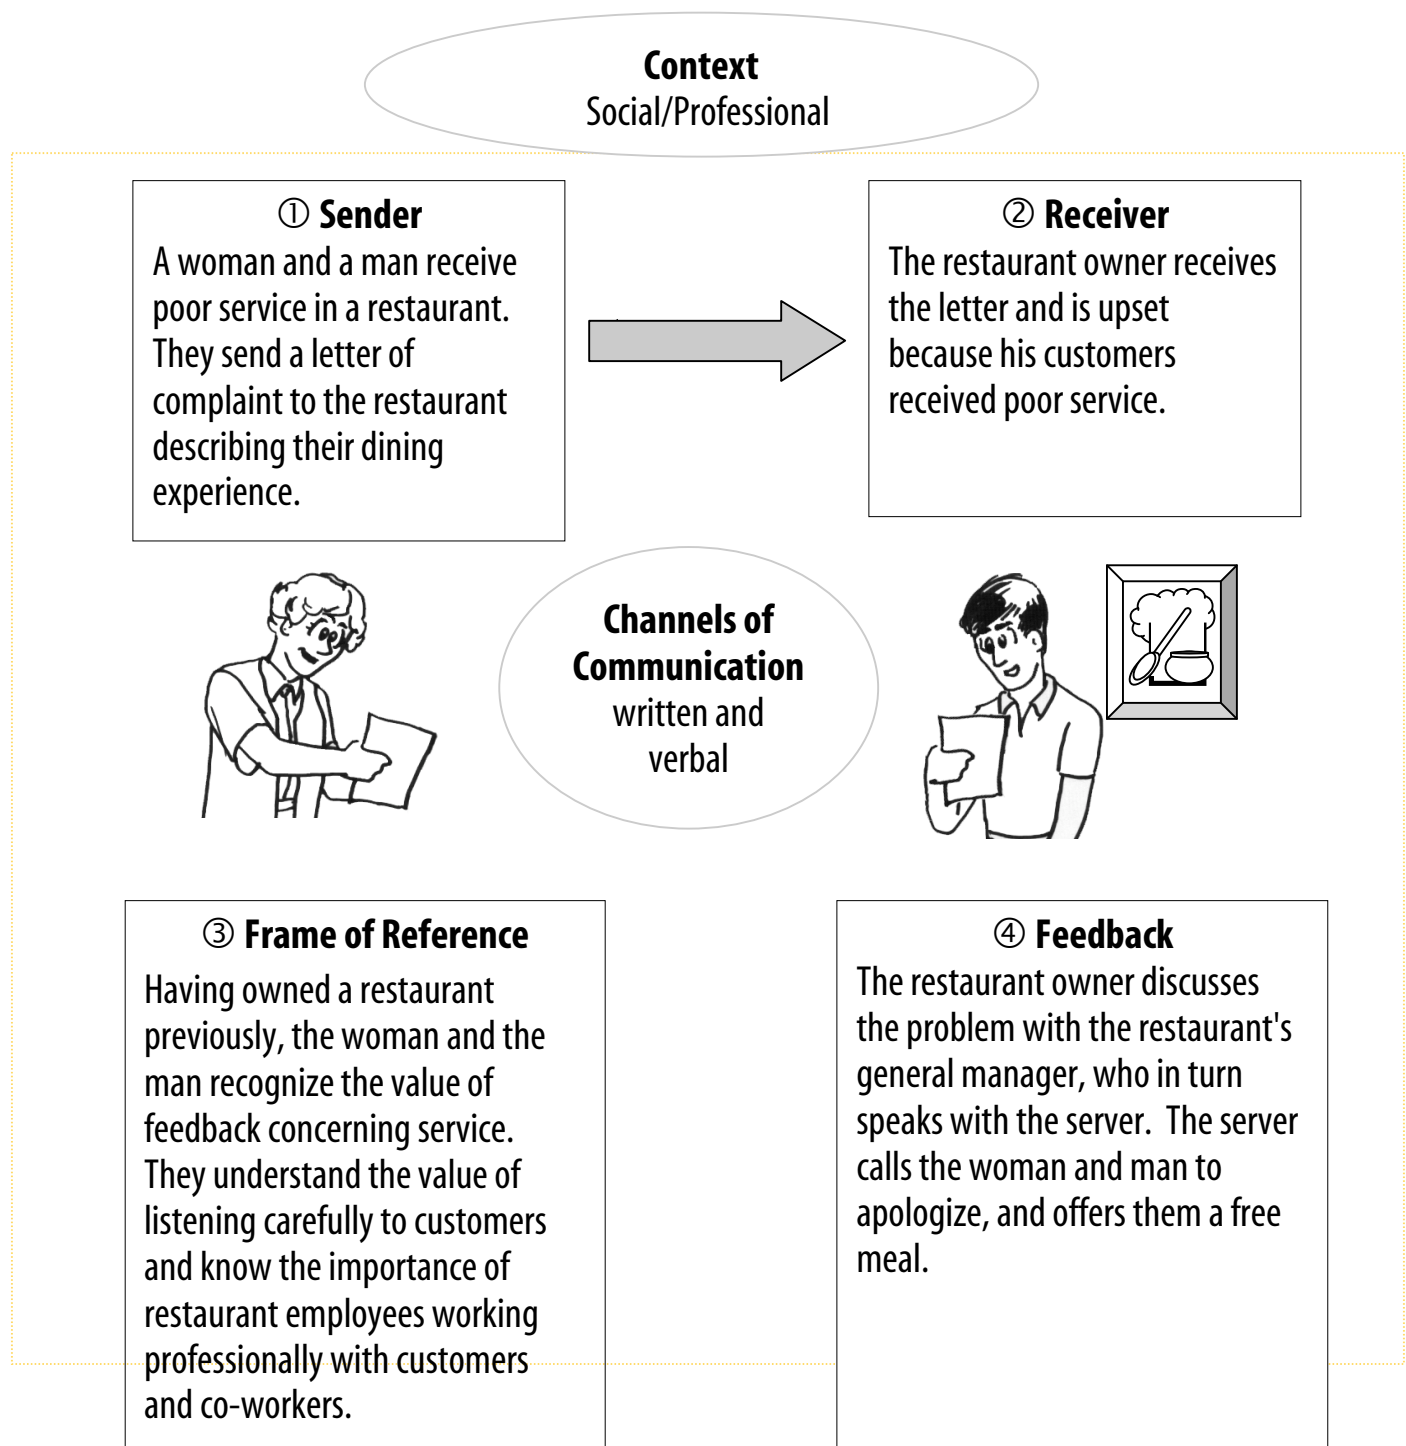 Context
Social/Professional
① Sender
A woman and a man receive
poor service in a restaurant.
They send a letter of
complaint to the restaurant
describing their dining
experience.
② Receiver
The restaurant owner receives
the letter and is upset
because his customers
received poor service.
Channels of
Communication
written and
verbal
③ Frame of Reference
Having owned a restaurant
previously, the woman and the
man recognize the value of
feedback concerning service.
They understand the value of
listening carefully to customers
and know the importance of
restaurant employees working
professionally with customers
and co-workers.
④ Feedback
The restaurant owner discusses
the problem with the restaurant's
general manager, who in turn
speaks with the server.  The server
calls the woman and man to
apologize, and offers them a free
meal.